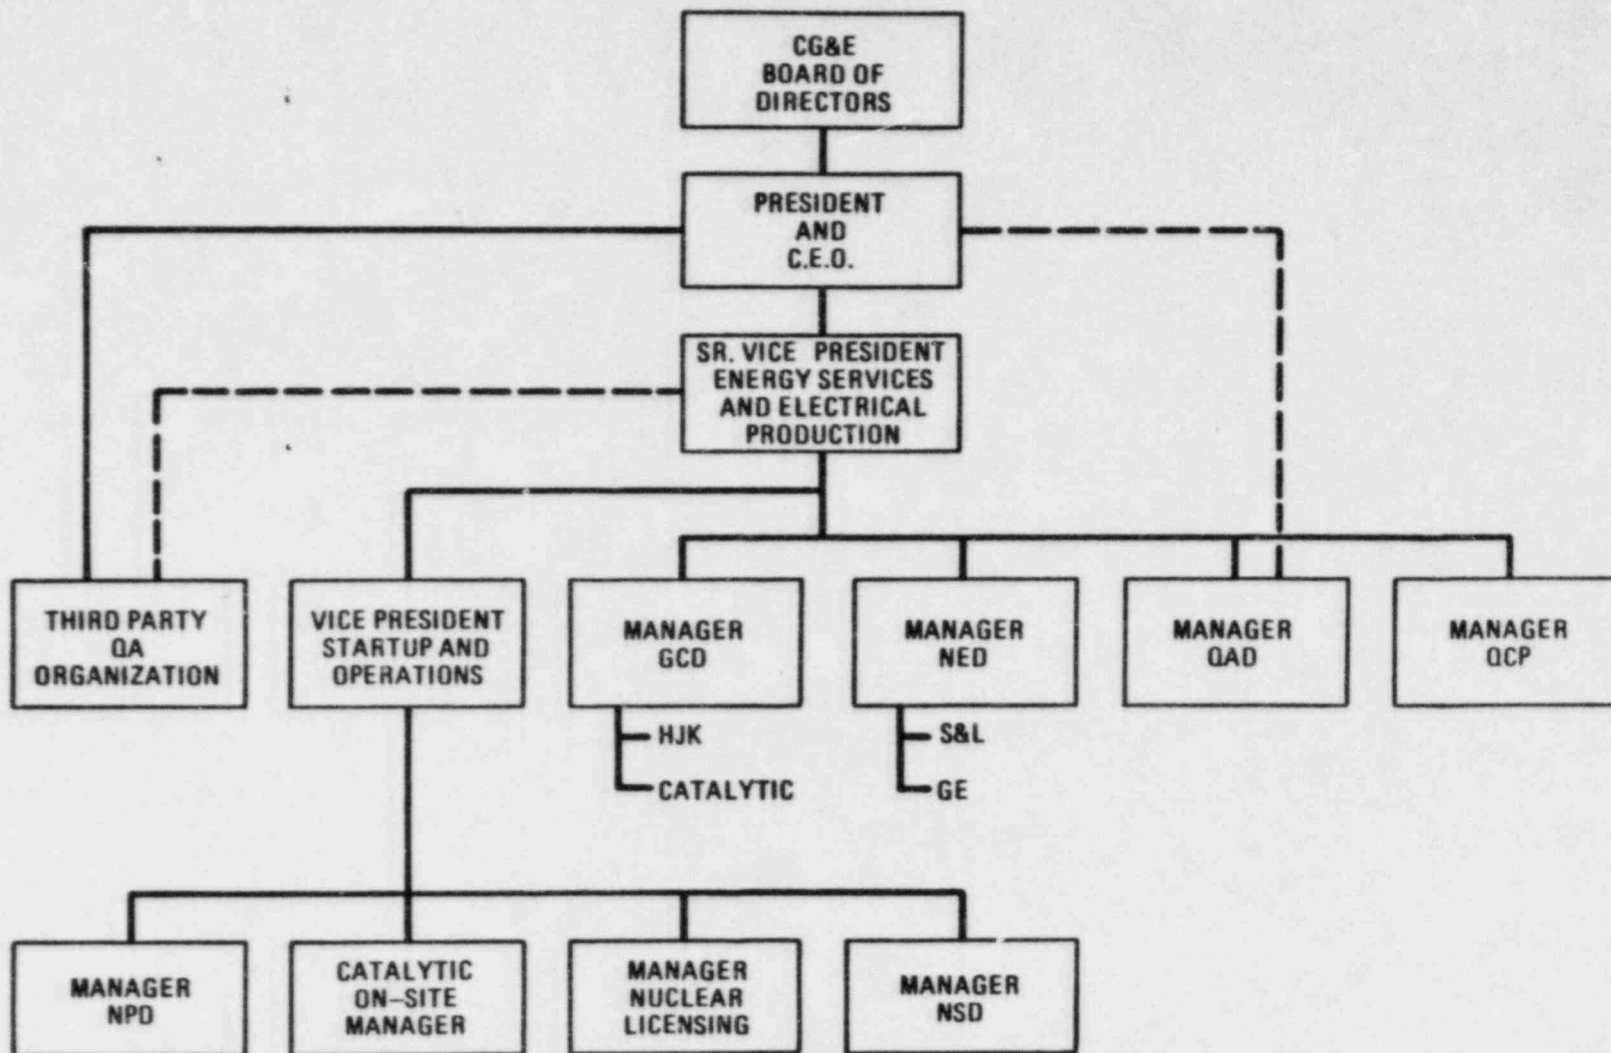 CG&E
BOARD OF
DIRECTORS
PRESIDENT
AND
C.E.O.
SR. VICE PRESIDENT
ENERGY SERVICES
AND ELECTRICAL
PRODUCTION
THIRD PARTY
QA
ORGANIZATION
VICE PRESIDENT
STARTUP AND
OPERATIONS
MANAGER
GCD
MANAGER
NED
MANAGER
QAD
MANAGER
QCP
HJK
CATALYTIC
S&L
GE
MANAGER
NPD
CATALYTIC
ON-SITE
MANAGER
MANAGER
NUCLEAR
LICENSING
MANAGER
NSD